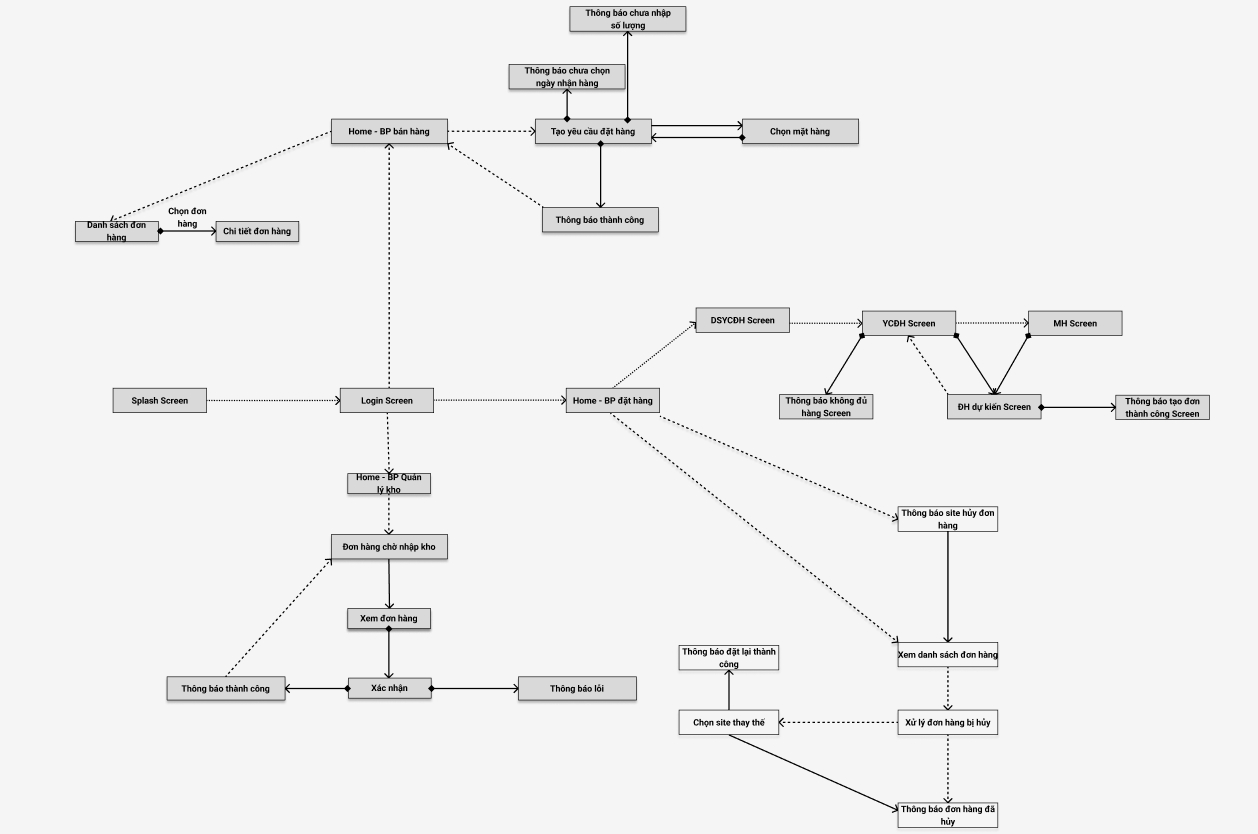 Thông báo chưa nhập
số lượng
Thông báo chưa chọn
ngày nhận hàng
Home - BP bán hàng
Tạo yêu cầu đặt hàng
Chọn mặt hàng
Chọn đơn
hàng
Danh sách đơn
hàng
Chi tiết đơn hàng
Thông báo thành công
DSYCĐH Screen
YCĐH Screen
MH Screen
Splash Screen
Login Screen
Home - BP đặt hàng
Thông báo không đủ
hàng Screen
ĐH dự kiến Screen
Thông báo tạo đơn
thành công Screen
Home - BP Quản
lý kho
Thông báo site hủy đơn
hàng
Đơn hàng chờ nhập kho
Xem đơn hàng
Thông báo đặt lại thành
công
Xem danh sách đơn hàng
Thông báo thành công
Xác nhận
Thông báo lỗi
Chọn site thay thế
Xử lý đơn hàng bị hủy
Thông báo đơn hàng đã
hủy